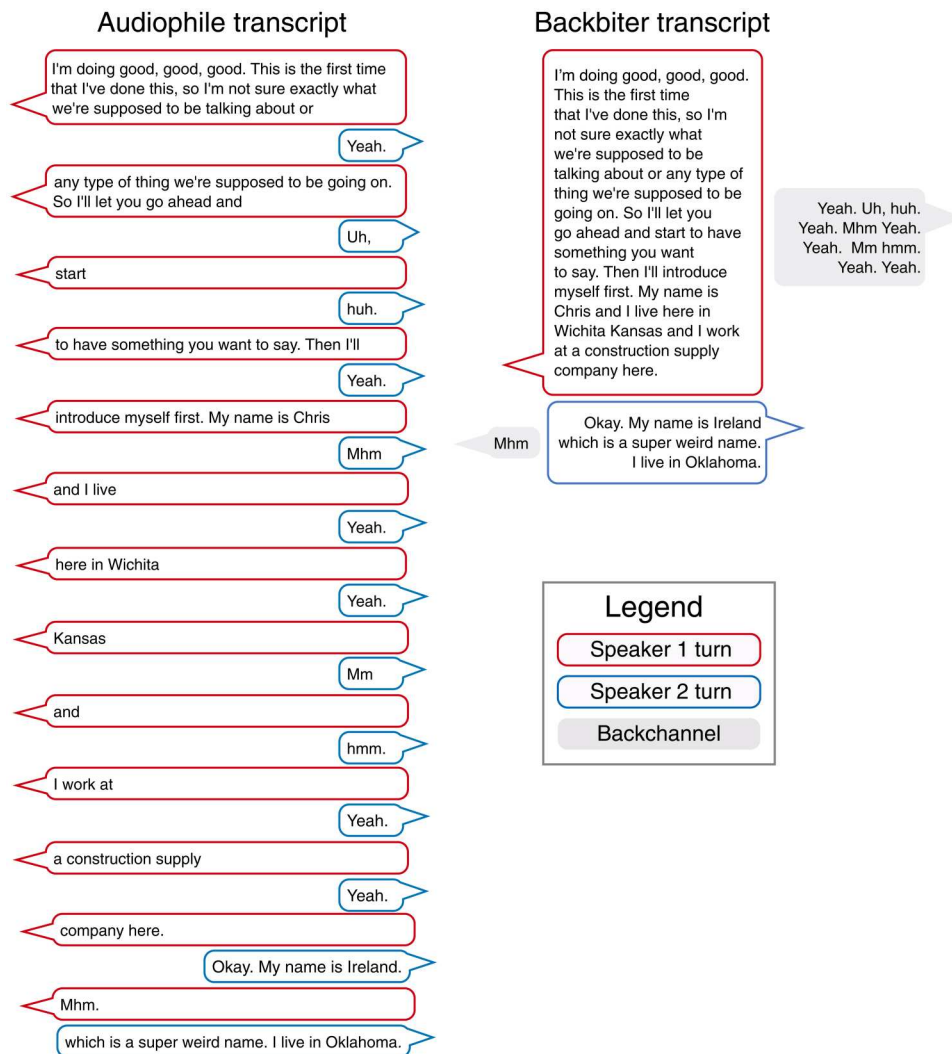 Audiophile transcript
I'm doing good, good, good. This is the first time
that I've done this, so I'm not sure exactly what
we're supposed to be talking about or
Yeah.
any type of thing we're supposed to be going on.
So I'll let you go ahead and
Uh,
start
huh.
to have something you want to say. Then I'll
Yeah.
introduce myself first. My name is Chris
Mhm
and I live
Yeah.
here in Wichita
Yeah.
Kansas
Mm
and
hmm.
I work at
Yeah.
a construction supply
Yeah.
company here.
Okay. My name is Ireland.
Mhm.
which is a super weird name. I live in Oklahoma.
Backbiter transcript
I'm doing good, good, good.
This is the first time
that I've done this, so I'm
not sure exactly what
we're supposed to be
talking about or any type of
thing we're supposed to be
going on. So I'll let you
go ahead and start to have
something you want
to say. Then I'll introduce
myself first. My name is
Chris and I live here in
Wichita Kansas and I work
at a construction supply
company here.
Yeah. Uh, huh.
Yeah. Mhm Yeah.
Yeah. Mm hmm.
Yeah. Yeah.
Okay. My name is Ireland
which is a super weird name.
I live in Oklahoma.
Mhm
Legend
Speaker 1 turn
Speaker 2 turn
Backchannel